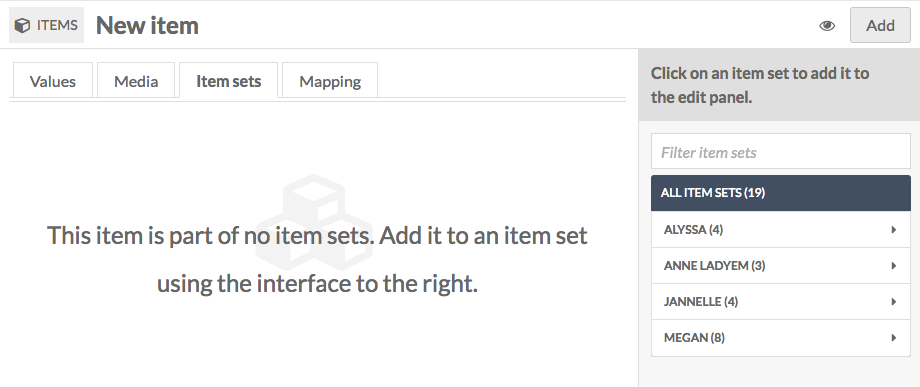 ITEMS New item Add
Values Media Item sets Mapping
This item is part of no item sets. Add it to an item set
using the interface to the right.
Click on an item set to add it to
the edit panel.
Filter item sets
ALL ITEM SETS (19)
ALYSSA (4)
ANNE LADYEM (3)
JANNELLE (4)
MEGAN (8)